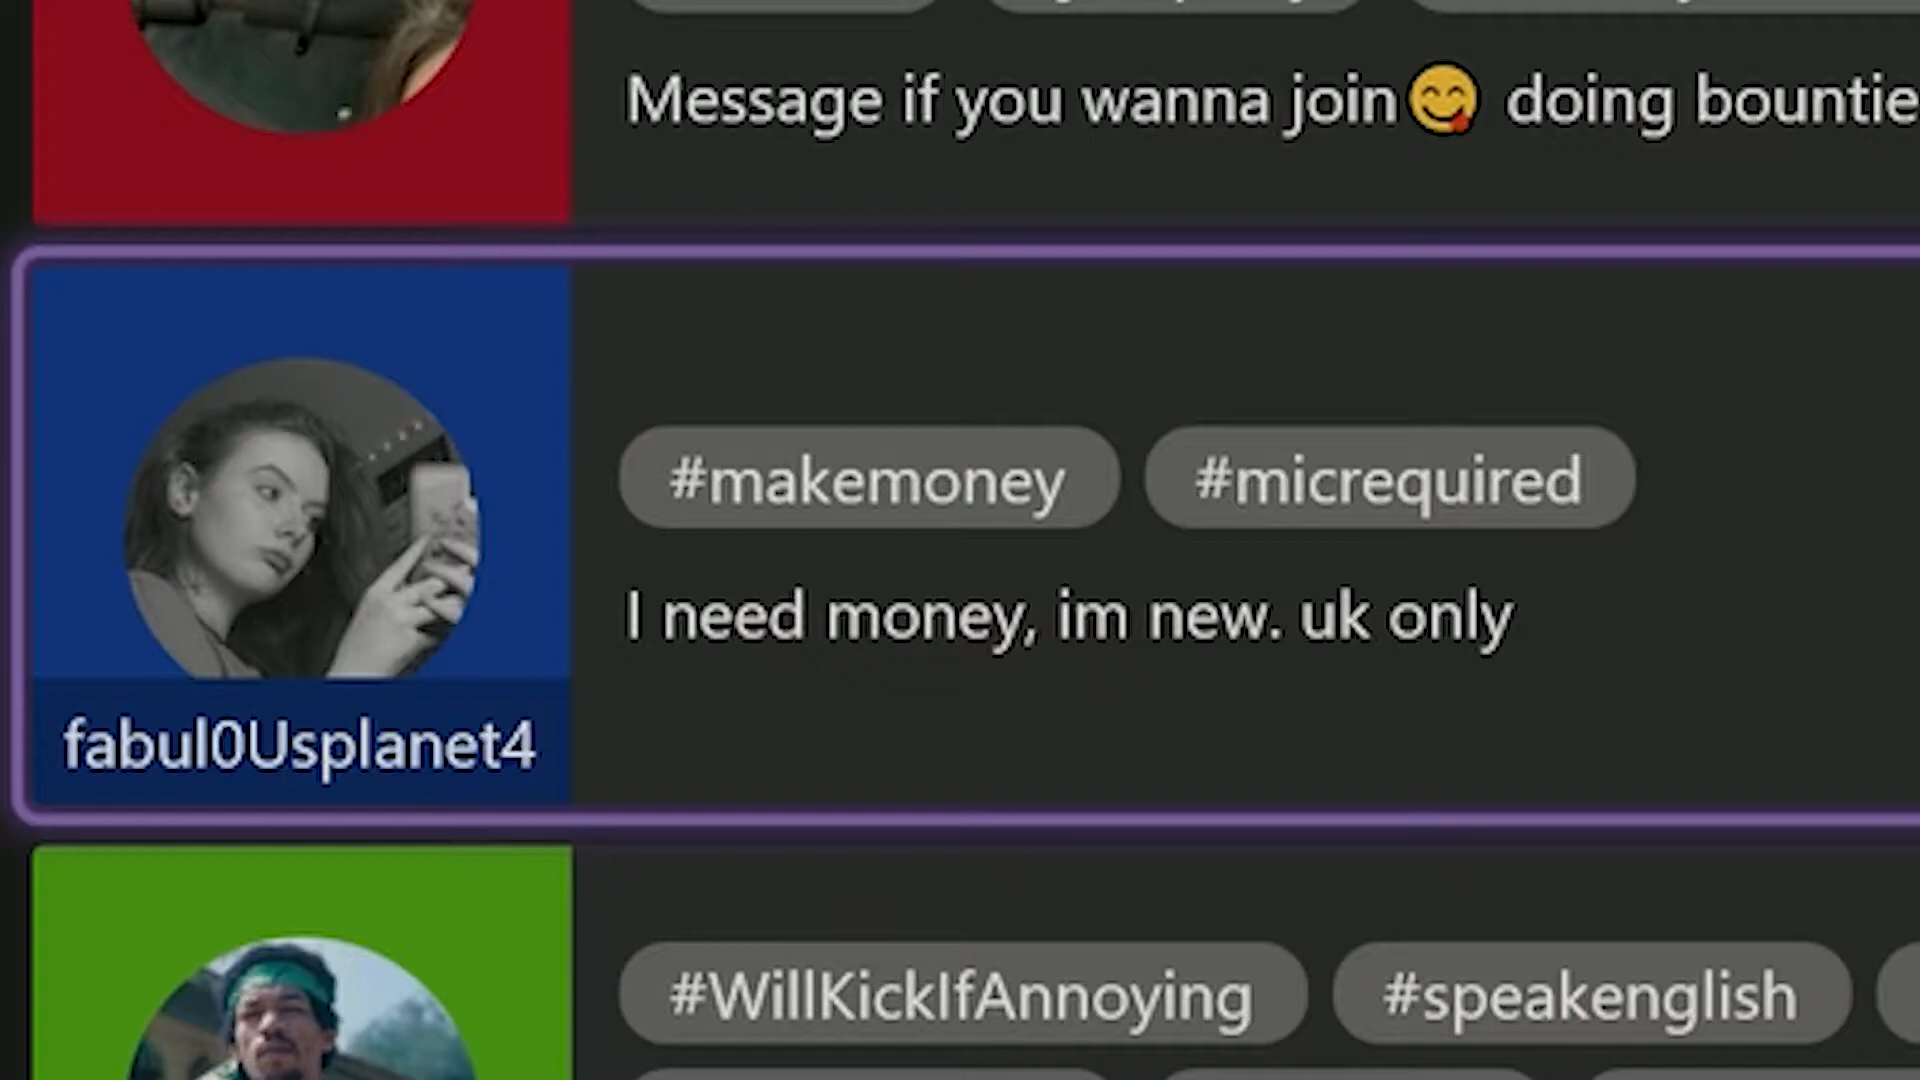 Message if you wanna join😋 doing bountie
#makemoney #micrequired
I need money, im new. uk only
fabul0Usplanet4
#WillKickIfAnnoying #speakenglish